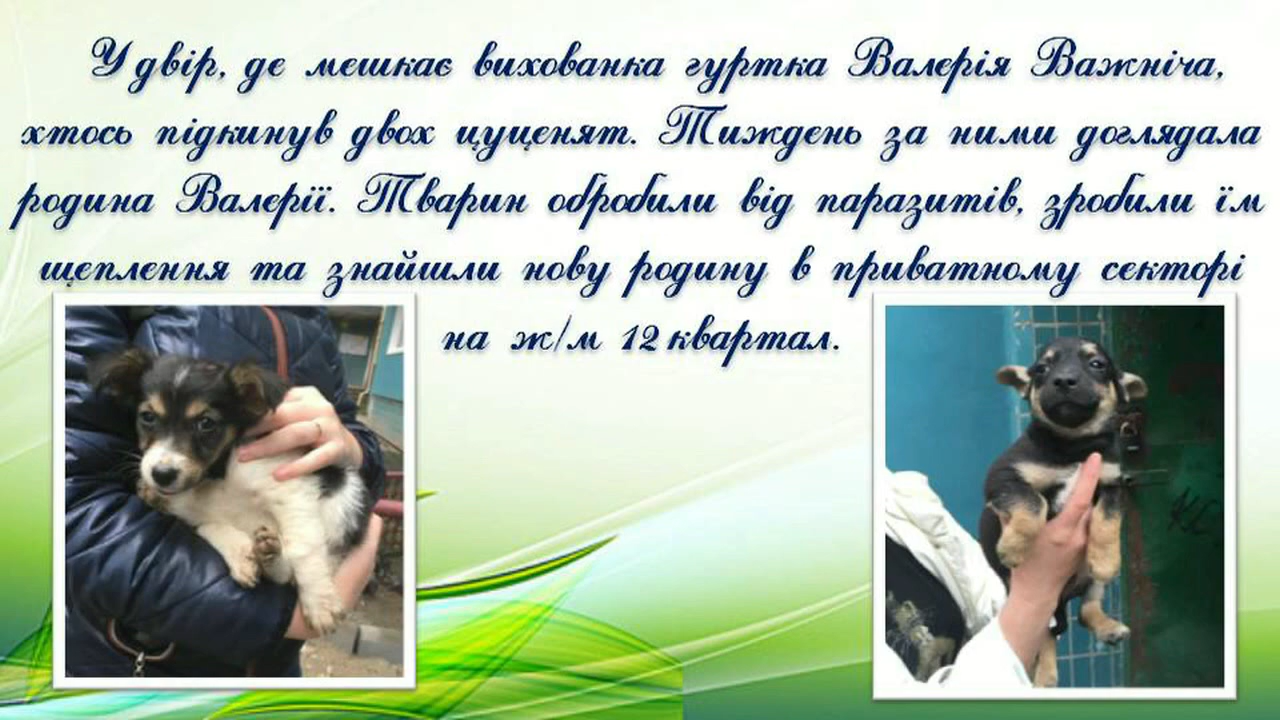 У двір, де мешкає вихованка гуртка Валерія Важніча,
хтось підкинув двох цуценят. Тиждень за ними доглядала
родина Валерії. Тварин обробили від паразитів, зробили їм
щеплення та знайшли нову родину в приватному секторі
на ж/м 12 квартал.